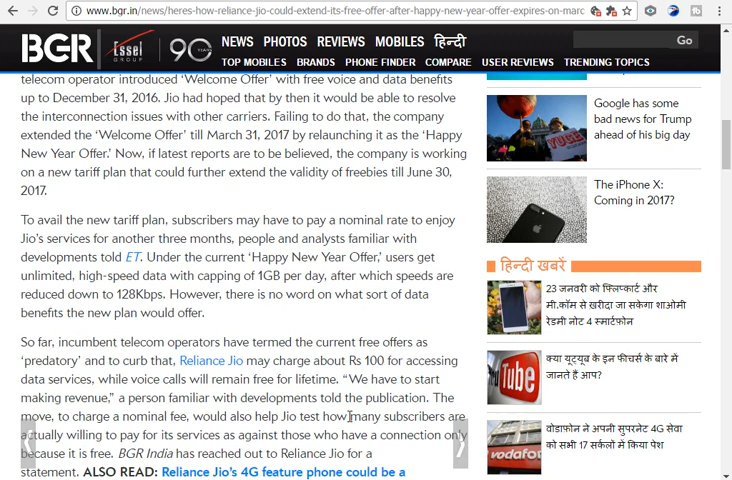 www.bgr.in/news/heres-how-reliance-jio-could-extend-its-free-offer-after-happy-new-year-offer-expires-on-marc
BGR
Essel
GROUP
90
YEARS
NEWS PHOTOS REVIEWS MOBILES हिन्दी
Go
TOP MOBILES BRANDS PHONE FINDER COMPARE USER REVIEWS TRENDING TOPICS
telecom operator introduced ‘Welcome Offer’ with free voice and data benefits
up to December 31, 2016. Jio had hoped that by then it would be able to resolve
the interconnection issues with other carriers. Failing to do that, the company
extended the ‘Welcome Offer’ till March 31, 2017 by relaunching it as the ‘Happy
New Year Offer.’ Now, if latest reports are to be believed, the company is working
on a new tariff plan that could further extend the validity of freebies till June 30,
2017.
To avail the new tariff plan, subscribers may have to pay a nominal rate to enjoy
Jio’s services for another three months, people and analysts familiar with
developments told ET. Under the current ‘Happy New Year Offer,’ users get
unlimited, high-speed data with capping of 1GB per day, after which speeds are
reduced down to 128Kbps. However, there is no word on what sort of data
benefits the new plan would offer.
So far, incumbent telecom operators have termed the current free offers as
‘predatory’ and to curb that, Reliance Jio may charge about Rs 100 for accessing
data services, while voice calls will remain free for lifetime. “We have to start
making revenue,” a person familiar with developments told the publication. The
move, to charge a nominal fee, would also help Jio test how many subscribers are
actually willing to pay for its services as against those who have a connection only
because it is free. BGR India has reached out to Reliance Jio for a
statement. ALSO READ: Reliance Jio’s 4G feature phone could be a
Google has some
bad news for Trump
ahead of his big day
The iPhone X:
Coming in 2017?
हिन्दी खबरें
23 जनवरी को फ्लिपकार्ट और
मी.कॉम से ख़रीदा जा सकेगा शाओमी
रेडमी नोट 4 स्मार्टफ़ोन
Tube
क्या यूट्यूब के इन फीचर्स के बारे में
जानते हैं आप?
vodafone
वोडाफ़ोन ने अपनी सुपरनेट 4G सेवा
को सभी 17 सर्कलों में किया पेश